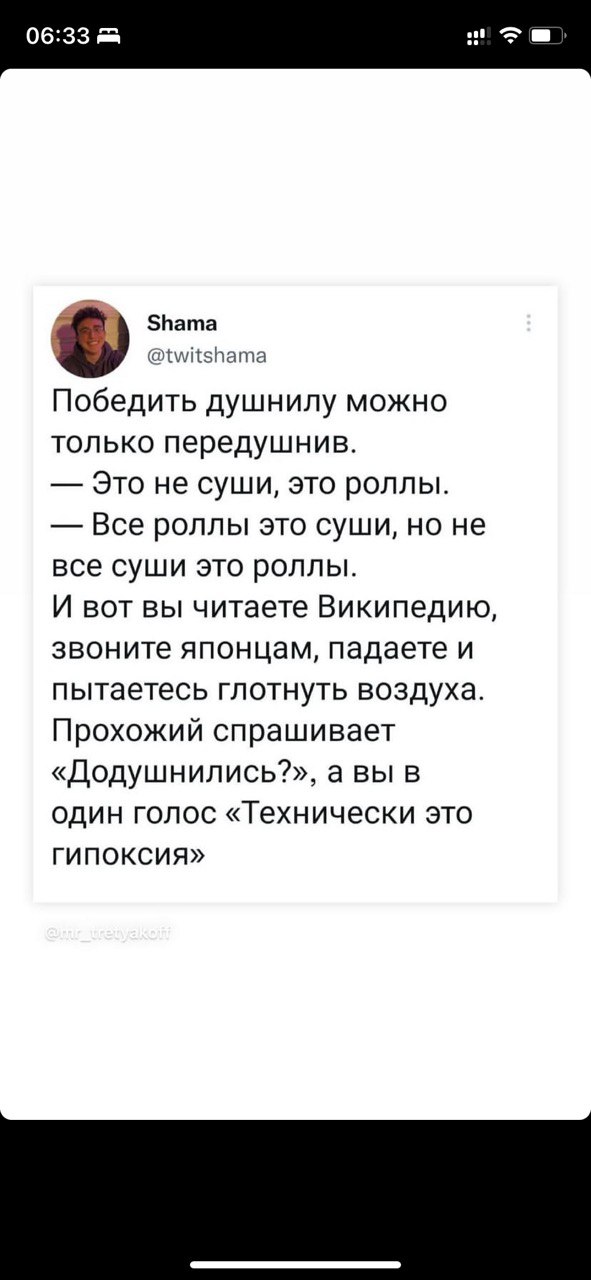 06:33
Shama
@twitshama
Победить душнилу можно
только передушнив.
— Это не суши, это роллы.
— Все роллы это суши, но не
все суши это роллы.
И вот вы читаете Википедию,
звоните японцам, падаете и
пытаетесь глотнуть воздуха.
Прохожий спрашивает
«Додушнились?», а вы в
один голос «Технически это
гипоксия»
@mr_tretyakoff